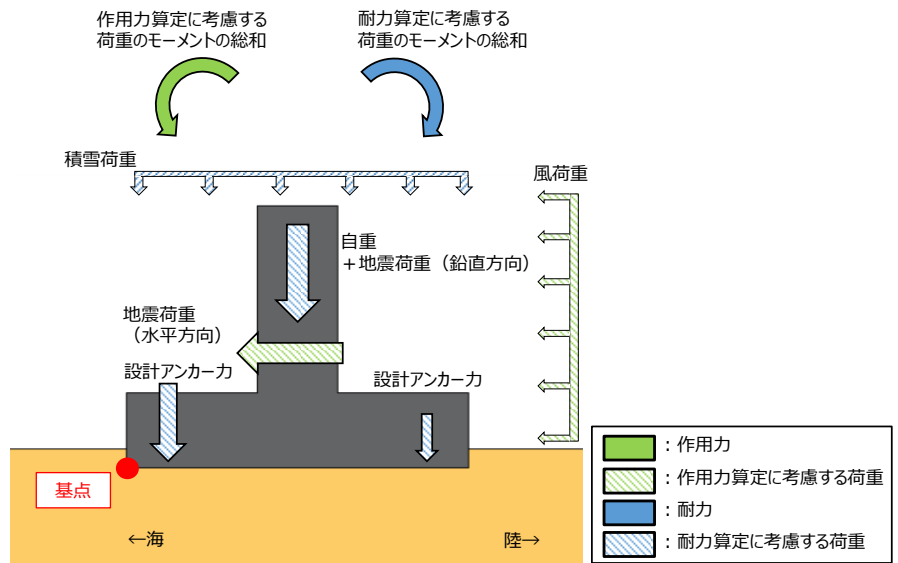 作用力算定に考慮する
荷重のモーメントの総和
耐力算定に考慮する
荷重のモーメントの総和
積雪荷重
風荷重
自重
＋地震荷重（鉛直方向）
地震荷重
（水平方向）
設計アンカー力
設計アンカー力
基点
←海
陸→
：作用力
：作用力算定に考慮する荷重
：耐力
：耐力算定に考慮する荷重